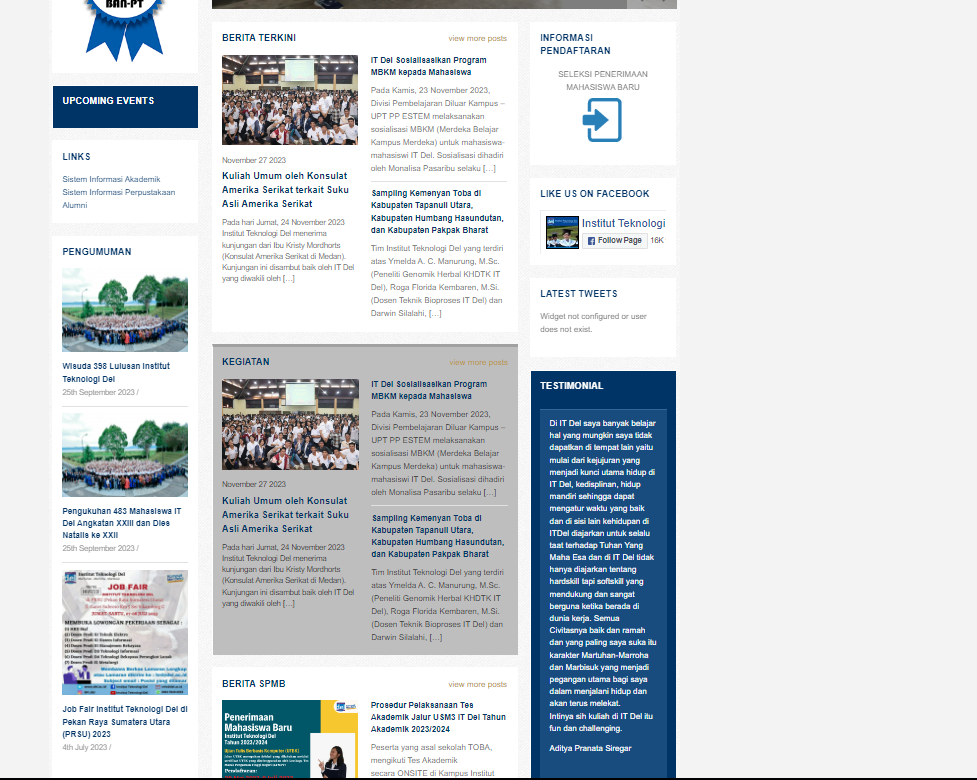 BAN-PT
UPCOMING EVENTS
LINKS
Sistem Informasi Akademik
Sistem Informasi Perpustakaan
Alumni
PENGUMUMAN
Wisuda 398 Lulusan Institut
Teknologi Del
25th September 2023 /
Pengukuhan 483 Mahasiswa IT
Del Angkatan XXIII dan Dies
Natalis ke XXII
25th September 2023 /
Institut Teknologi Del
JOB FAIR
MEMBUKA LOWONGAN PEKERJAAN SEBAGAI :
Job Fair Institut Teknologi Del di
Pekan Raya Sumatera Utara
(PRSU) 2023
4th July 2023 /
BERITA TERKINI
view more posts
November 27 2023
Kuliah Umum oleh Konsulat
Amerika Serikat terkait Suku
Asli Amerika Serikat
Pada hari Jumat, 24 November 2023
Institut Teknologi Del menerima
kunjungan dari Ibu Kristy Mordhorts
(Konsulat Amerika Serikat di Medan).
Kunjungan ini disambut baik oleh IT Del
yang diwakili oleh [...]
IT Del Sosialisasikan Program
MBKM kepada Mahasiswa
Pada Kamis, 23 November 2023,
Divisi Pembelajaran Diluar Kampus –
UPT PP ESTEM melaksanakan
sosialisasi MBKM (Merdeka Belajar
Kampus Merdeka) untuk mahasiswa-
mahasiswi IT Del. Sosialisasi dihadiri
oleh Monalisa Pasaribu selaku [...]
Sampling Kemenyan Toba di
Kabupaten Tapanuli Utara,
Kabupaten Humbang Hasundutan,
dan Kabupaten Pakpak Bharat
Tim Institut Teknologi Del yang terdiri
atas Ymelda A. C. Manurung, M.Sc.
(Peneliti Genomik Herbal KHDTK IT
Del), Roga Florida Kembaren, M.Si.
(Dosen Teknik Bioproses IT Del) dan
Darwin Silalahi, [...]
KEGIATAN
view more posts
November 27 2023
Kuliah Umum oleh Konsulat
Amerika Serikat terkait Suku
Asli Amerika Serikat
Pada hari Jumat, 24 November 2023
Institut Teknologi Del menerima
kunjungan dari Ibu Kristy Mordhorts
(Konsulat Amerika Serikat di Medan).
Kunjungan ini disambut baik oleh IT Del
yang diwakili oleh [...]
IT Del Sosialisasikan Program
MBKM kepada Mahasiswa
Pada Kamis, 23 November 2023,
Divisi Pembelajaran Diluar Kampus –
UPT PP ESTEM melaksanakan
sosialisasi MBKM (Merdeka Belajar
Kampus Merdeka) untuk mahasiswa-
mahasiswi IT Del. Sosialisasi dihadiri
oleh Monalisa Pasaribu selaku [...]
Sampling Kemenyan Toba di
Kabupaten Tapanuli Utara,
Kabupaten Humbang Hasundutan,
dan Kabupaten Pakpak Bharat
Tim Institut Teknologi Del yang terdiri
atas Ymelda A. C. Manurung, M.Sc.
(Peneliti Genomik Herbal KHDTK IT
Del), Roga Florida Kembaren, M.Si.
(Dosen Teknik Bioproses IT Del) dan
Darwin Silalahi, [...]
BERITA SPMB
view more posts
Penerimaan
Mahasiswa Baru
Institut Teknologi Del
Tahun 2023/2024
Ujian Tulis Berbasis Komputer (UTBK)
Pendaftaran:
Prosedur Pelaksanaan Tes
Akademik Jalur USM3 IT Del Tahun
Akademik 2023/2024
Peserta yang asal sekolah TOBA,
mengikuti Tes Akademik
secara ONSITE di Kampus Institut
INFORMASI
PENDAFTARAN
SELEKSI PENERIMAAN
MAHASISWA BARU
LIKE US ON FACEBOOK
Institut Teknologi
Follow Page
16K
LATEST TWEETS
Widget not configured or user
does not exist.
TESTIMONIAL
Di IT Del saya banyak belajar
hal yang mungkin saya tidak
dapatkan di tempat lain yaitu
mulai dari kejujuran yang
menjadi kunci utama hidup di
IT Del, kedisplinan, hidup
mandiri sehingga dapat
mengatur waktu yang baik
dan di sisi lain kehidupan di
ITDel diajarkan untuk selalu
taat terhadap Tuhan Yang
Maha Esa dan di IT Del tidak
hanya diajarkan tentang
hardskill tapi softskill yang
mendukung dan sangat
berguna ketika berada di
dunia kerja. Semua
Civitasnya baik dan ramah
dan yang paling saya suka itu
karakter Martuhan-Marroha
dan Marbisuk yang menjadi
pegangan utama bagi saya
dalam menjalani hidup dan
akan terus melekat.
Intinya sih kuliah di IT Del itu
fun dan challenging.
Aditya Pranata Siregar